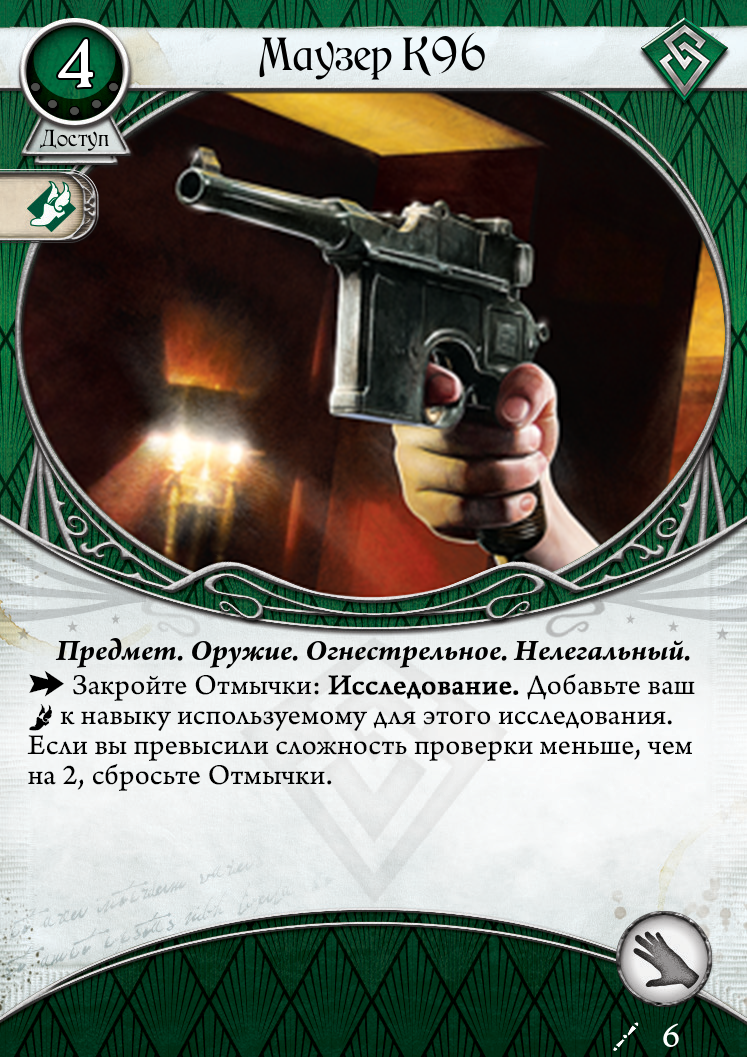 4
Маузер К96
Доступ
Предмет. Оружие. Огнестрельное. Нелегальный.
Закройте Отмычки: Исследование. Добавьте ваш
к навыку используемому для этого исследования.
Если вы превысили сложность проверки меньше, чем
на 2, сбросьте Отмычки.
6